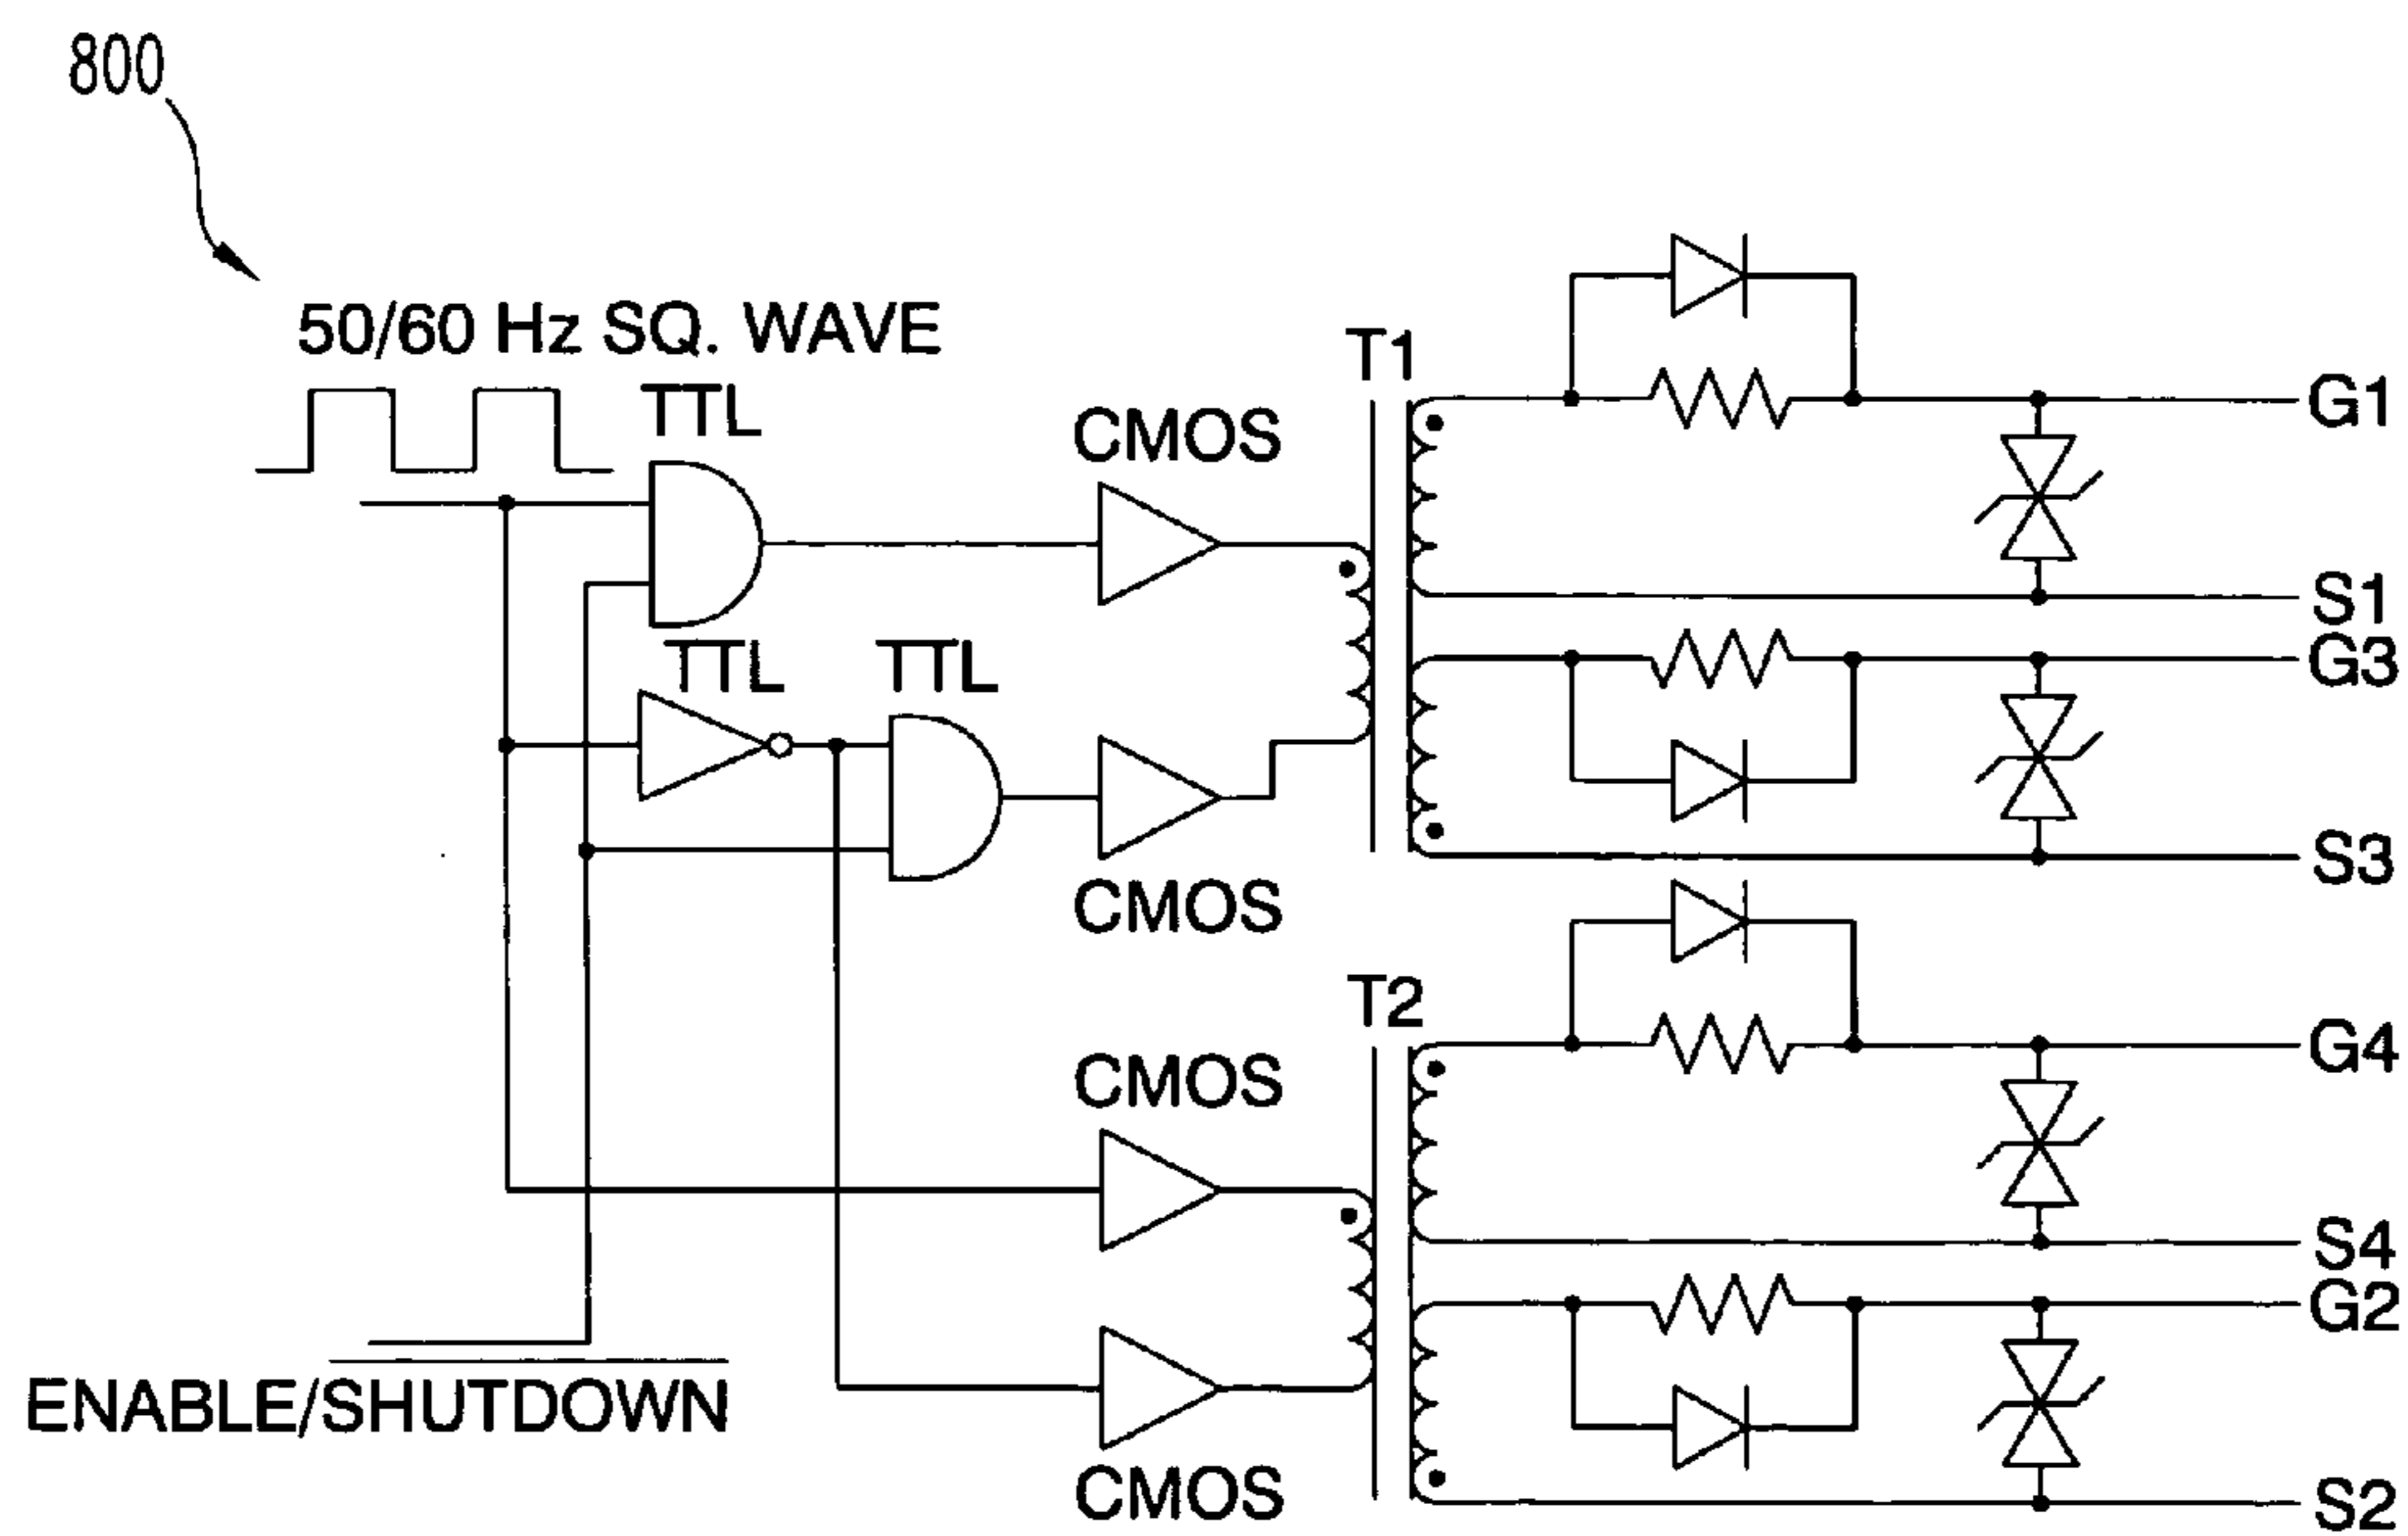 800
50/60 Hz SQ. WAVE
TTL
CMOS
T1
G1
S1
TTL
TTL
G3
CMOS
S3
T2
CMOS
G4
S4
G2
ENABLE/SHUTDOWN
CMOS
S2